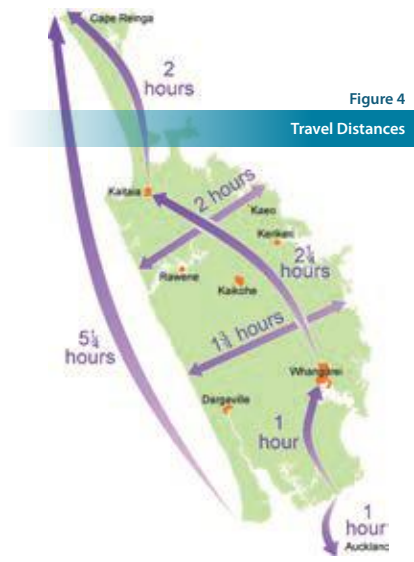 Cape Reinga
2
hours
Figure 4
Travel Distances
Kaitaia
2 hours
Kaeo
Kerikeri
2¼
hours
Rawene
Kaikohe
1¾ hours
5¼
hours
Whangarei
Dargaville
1
hour
1
hour
Auckland